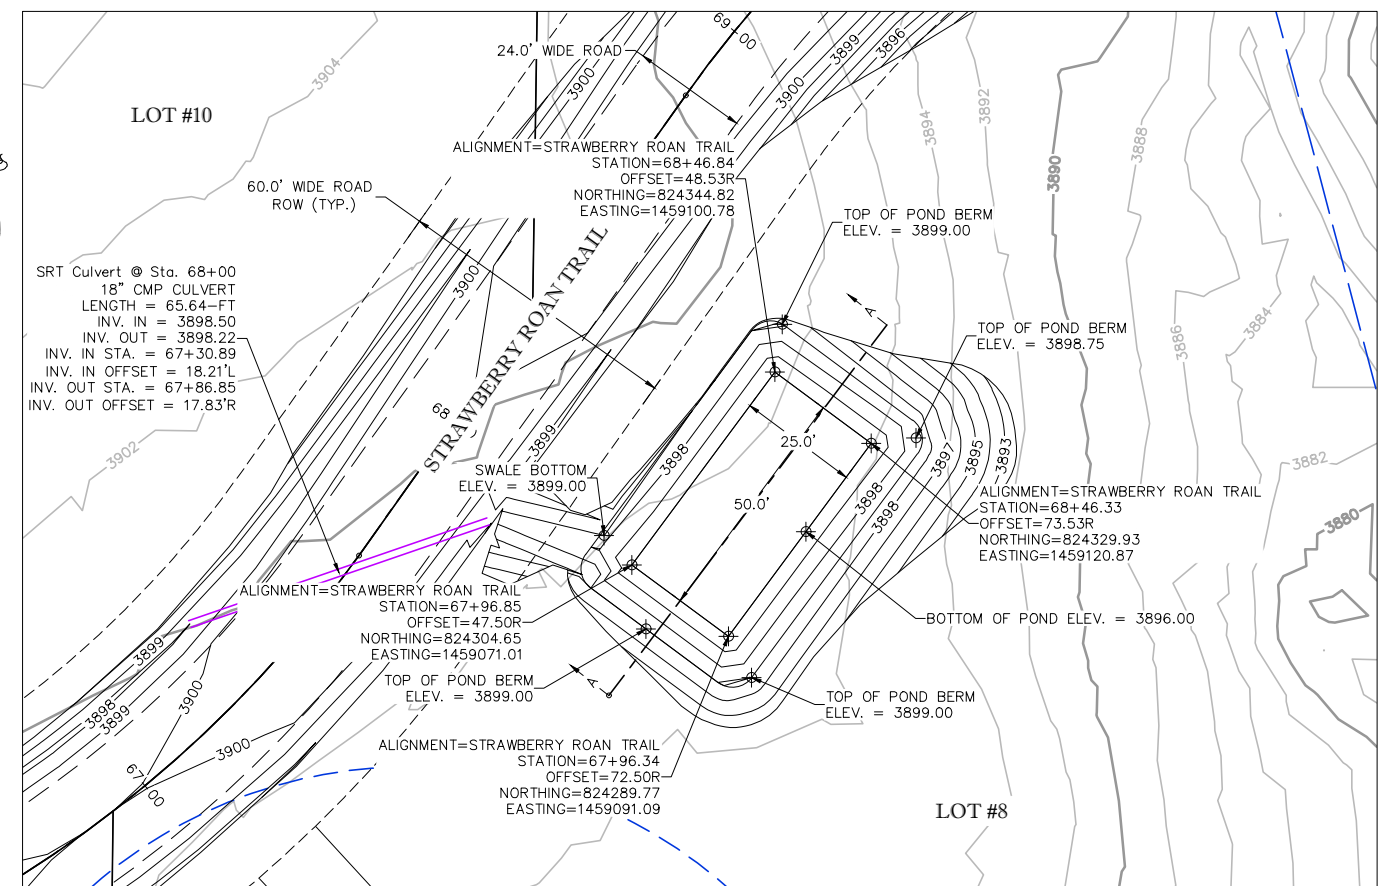 69+00
24.0' WIDE ROAD
3899
3896
3904
3900
3900
LOT #10
3892
3894
3888
ALIGNMENT=STRAWBERRY ROAN TRAIL
STATION=68+46.84
OFFSET=48.53R
NORTHING=824344.82
EASTING=1459100.78
3890
60.0' WIDE ROAD
ROW (TYP.)
TOP OF POND BERM
ELEV. = 3899.00
STRAWBERRY ROAN TRAIL
3900
SRT Culvert @ Sta. 68+00
18" CMP CULVERT
LENGTH = 65.64-FT
INV. IN = 3898.50
INV. OUT = 3898.22
INV. IN STA. = 67+30.89
INV. IN OFFSET = 18.21'L
INV. OUT STA. = 67+86.85
INV. OUT OFFSET = 17.83'R
A
TOP OF POND BERM
ELEV. = 3898.75
3886
3884
68
3899
3898
25.0'
3902
3897
3895
3893
3882
SWALE BOTTOM
ELEV. = 3899.00
50.0'
3898
3898
ALIGNMENT=STRAWBERRY ROAN TRAIL
STATION=68+46.33
OFFSET=73.53R
NORTHING=824329.93
EASTING=1459120.87
3880
ALIGNMENT=STRAWBERRY ROAN TRAIL
STATION=67+96.85
OFFSET=47.50R
NORTHING=824304.65
EASTING=1459071.01
BOTTOM OF POND ELEV. = 3896.00
3899
TOP OF POND BERM
ELEV. = 3899.00
A
3900
3898
3899
TOP OF POND BERM
ELEV. = 3899.00
3900
ALIGNMENT=STRAWBERRY ROAN TRAIL
STATION=67+96.34
OFFSET=72.50R
NORTHING=824289.77
EASTING=1459091.09
67+00
LOT #8